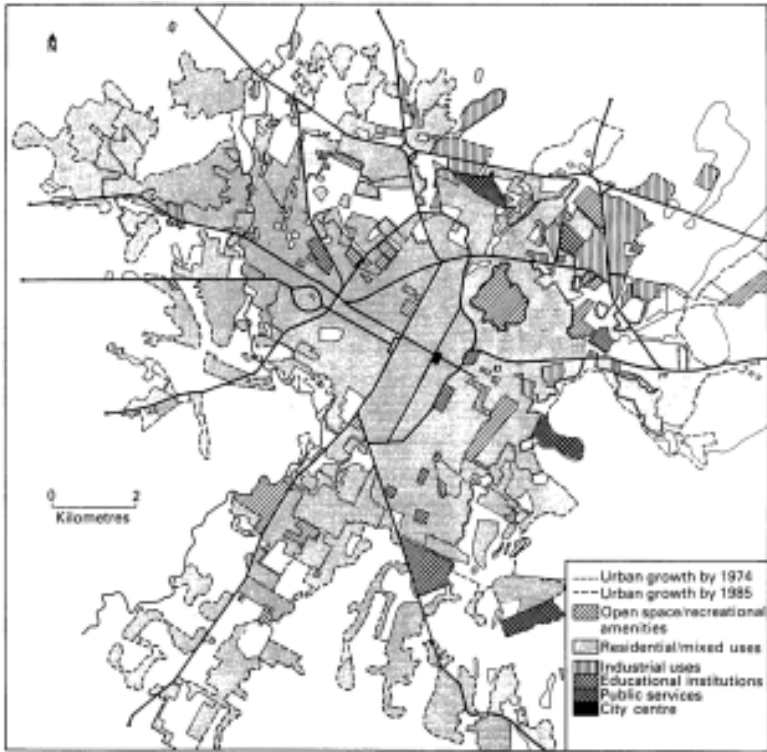 0 2
Kilometres
Urban growth by 1974
Urban growth by 1985
Open space/recreational
amenities
Residential/mixed uses
Industrial uses
Educational institutions
Public services
City centre